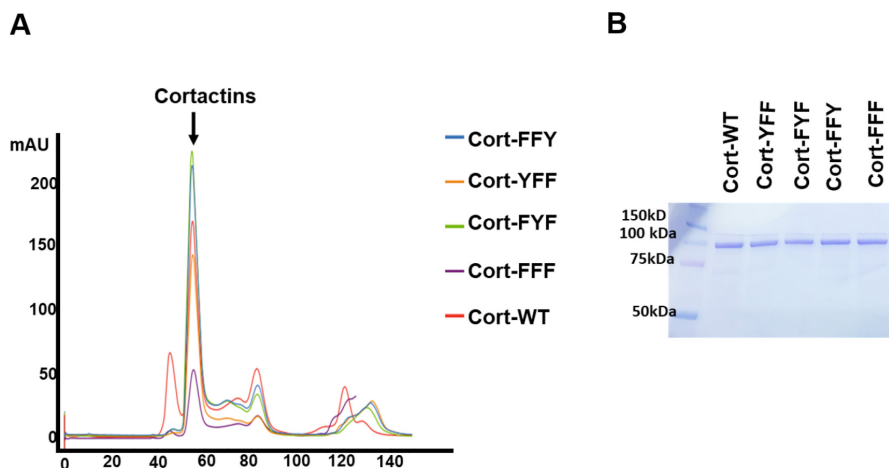 A
Cortactins
mAU
200
150
100
50
0
0 20 40 60 80 100 120 140
Cort-FFY
Cort-YFF
Cort-FYF
Cort-FFF
Cort-WT
B
Cort-WT
Cort-YFF
Cort-FYF
Cort-FFY
Cort-FFF
150kD
100 kDa
75kDa
50kDa